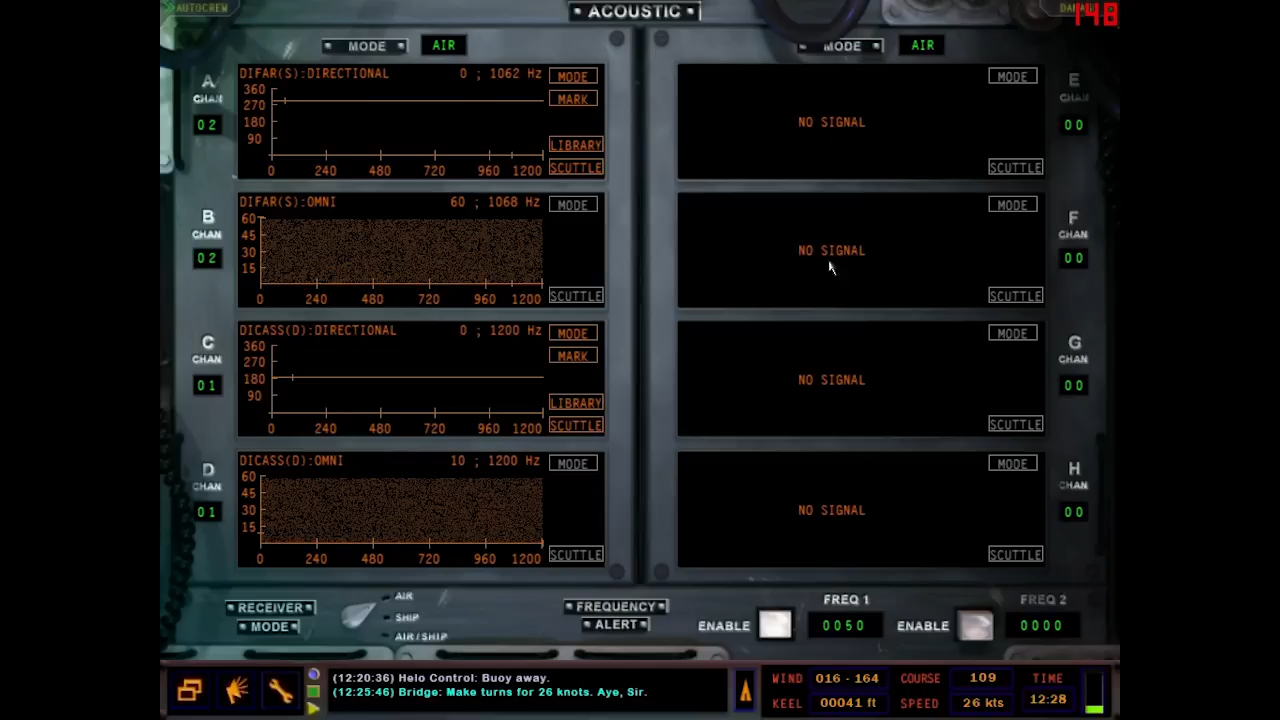 AUTOCREW
ACOUSTIC
148
MODE AIR
MODE AIR
A
CHAN
02
DIFAR(S):DIRECTIONAL 0 ; 1062 Hz
MODE
MARK
LIBRARY
SCUTTLE
360
270
180
90
0 240 480 720 960 1200
B
CHAN
02
DIFAR(S):OMNI 60 ; 1068 Hz
MODE
SCUTTLE
60
45
30
15
0 240 480 720 960 1200
C
CHAN
01
DICASS(D):DIRECTIONAL 0 ; 1200 Hz
MODE
MARK
LIBRARY
SCUTTLE
360
270
180
90
0 240 480 720 960 1200
D
CHAN
01
DICASS(D):OMNI 10 ; 1200 Hz
MODE
SCUTTLE
60
45
30
15
0 240 480 720 960 1200
NO SIGNAL
MODE
SCUTTLE
E
CHAN
00
NO SIGNAL
MODE
SCUTTLE
F
CHAN
00
NO SIGNAL
MODE
SCUTTLE
G
CHAN
00
NO SIGNAL
MODE
SCUTTLE
H
CHAN
00
RECEIVER
MODE
AIR
SHIP
AIR/SHIP
FREQUENCY
ALERT
ENABLE
FREQ 1
0050
ENABLE
FREQ 2
0000
(12:20:36) Helo Control: Buoy away.
(12:25:46) Bridge: Make turns for 26 knots. Aye, Sir.
WIND 016 - 164 COURSE 109 TIME
KEEL 00041 ft SPEED 26 kts 12:28